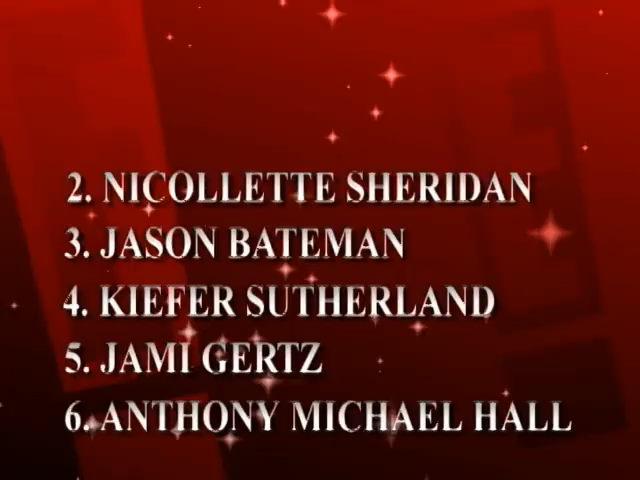 2. NICOLLETTE SHERIDAN
3. JASON BATEMAN
4. KIEFER SUTHERLAND
5. JAMI GERTZ
6. ANTHONY MICHAEL HALL